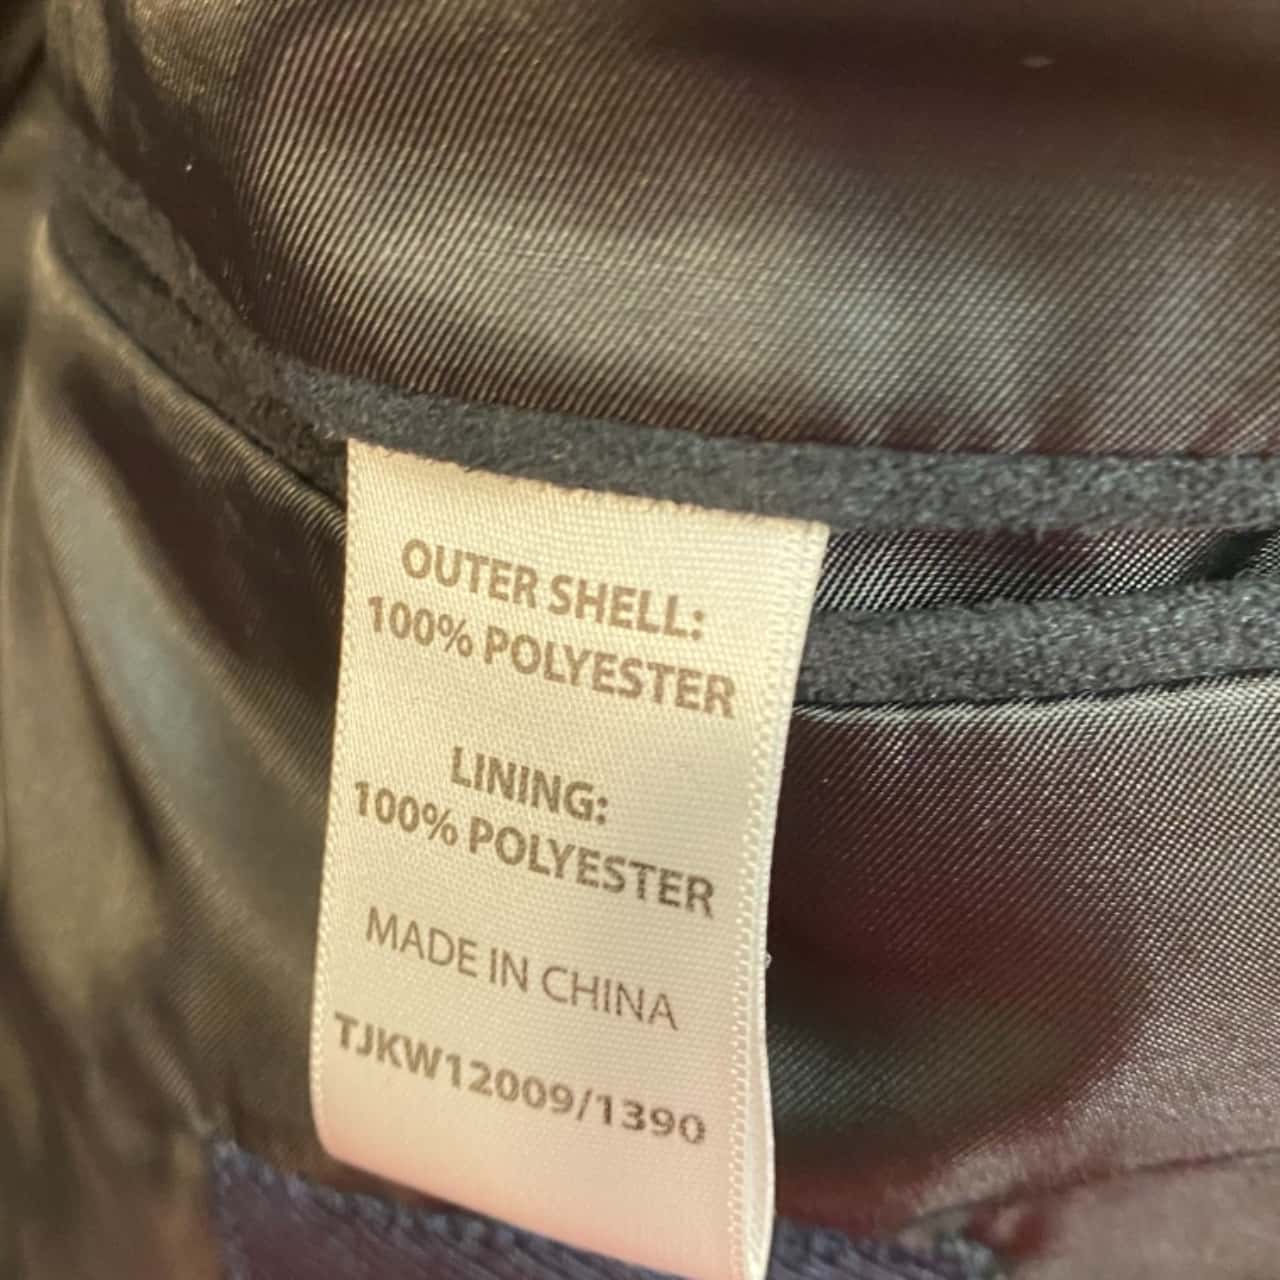 OUTER SHELL:
100% POLYESTER
LINING:
100% POLYESTER
MADE IN CHINA
TJKW12009/1390